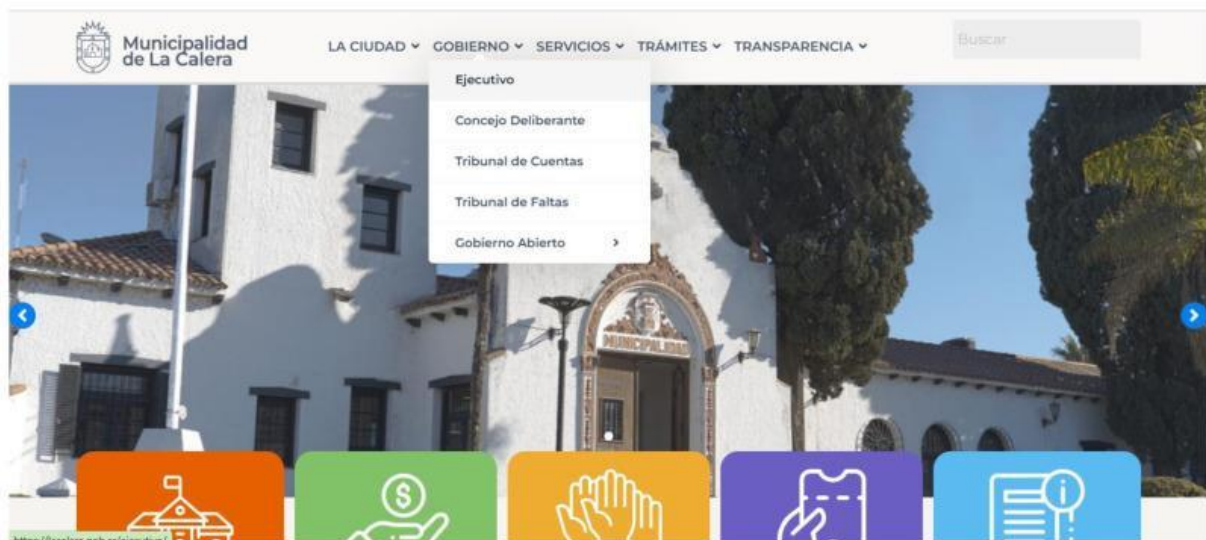 Municipalidad
de La Calera
LA CIUDAD GOBIERNO SERVICIOS TRÁMITES TRANSPARENCIA
Buscar
Ejecutivo
Concejo Deliberante
Tribunal de Cuentas
Tribunal de Faltas
Gobierno Abierto
MUNICIPALIDAD
$
i